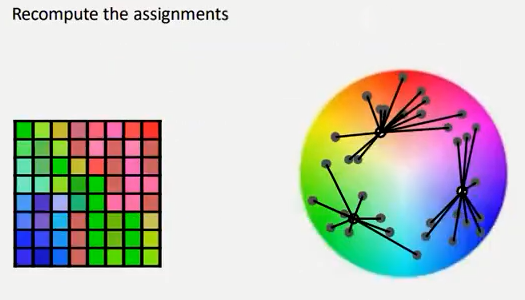 Recompute the assignments